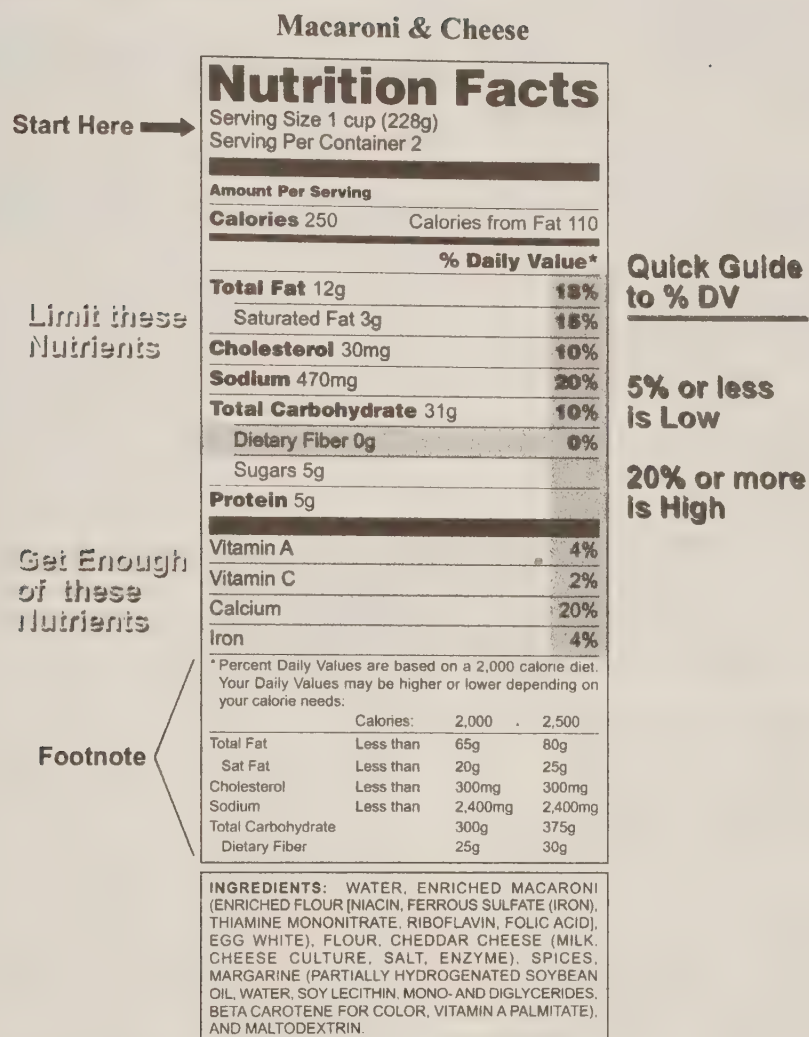 Macaroni & Cheese
Start Here
Nutrition Facts
Serving Size 1 cup (228g)
Serving Per Container 2
Amount Per Serving
Calories 250 Calories from Fat 110
% Daily Value*
Limit these
Nutrients
Total Fat 12g 18%
Saturated Fat 3g 15%
Cholesterol 30mg 10%
Sodium 470mg 20%
Total Carbohydrate 31g 10%
Dietary Fiber 0g 0%
Sugars 5g
Protein 5g
Quick Guide
to % DV
5% or less
is Low
20% or more
is High
Get Enough
of these
Nutrients
Vitamin A 4%
Vitamin C 2%
Calcium 20%
Iron 4%
Footnote
* Percent Daily Values are based on a 2,000 calorie diet.
Your Daily Values may be higher or lower depending on
your calorie needs:
Calories: 2,000 2,500
Total Fat Less than 65g 80g
Sat Fat Less than 20g 25g
Cholesterol Less than 300mg 300mg
Sodium Less than 2,400mg 2,400mg
Total Carbohydrate 300g 375g
Dietary Fiber 25g 30g
INGREDIENTS: WATER, ENRICHED MACARONI
(ENRICHED FLOUR [NIACIN, FERROUS SULFATE (IRON),
THIAMINE MONONITRATE, RIBOFLAVIN, FOLIC ACID],
EGG WHITE), FLOUR, CHEDDAR CHEESE (MILK,
CHEESE CULTURE, SALT, ENZYME), SPICES,
MARGARINE (PARTIALLY HYDROGENATED SOYBEAN
OIL, WATER, SOY LECITHIN, MONO- AND DIGLYCERIDES,
BETA CAROTENE FOR COLOR, VITAMIN A PALMITATE),
AND MALTODEXTRIN.